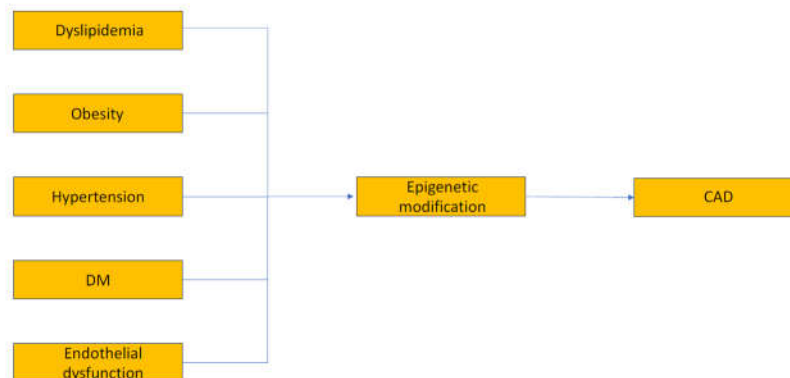 Dyslipidemia
Obesity
Hypertension
Epigenetic
modification
CAD
DM
Endothelial
dysfunction